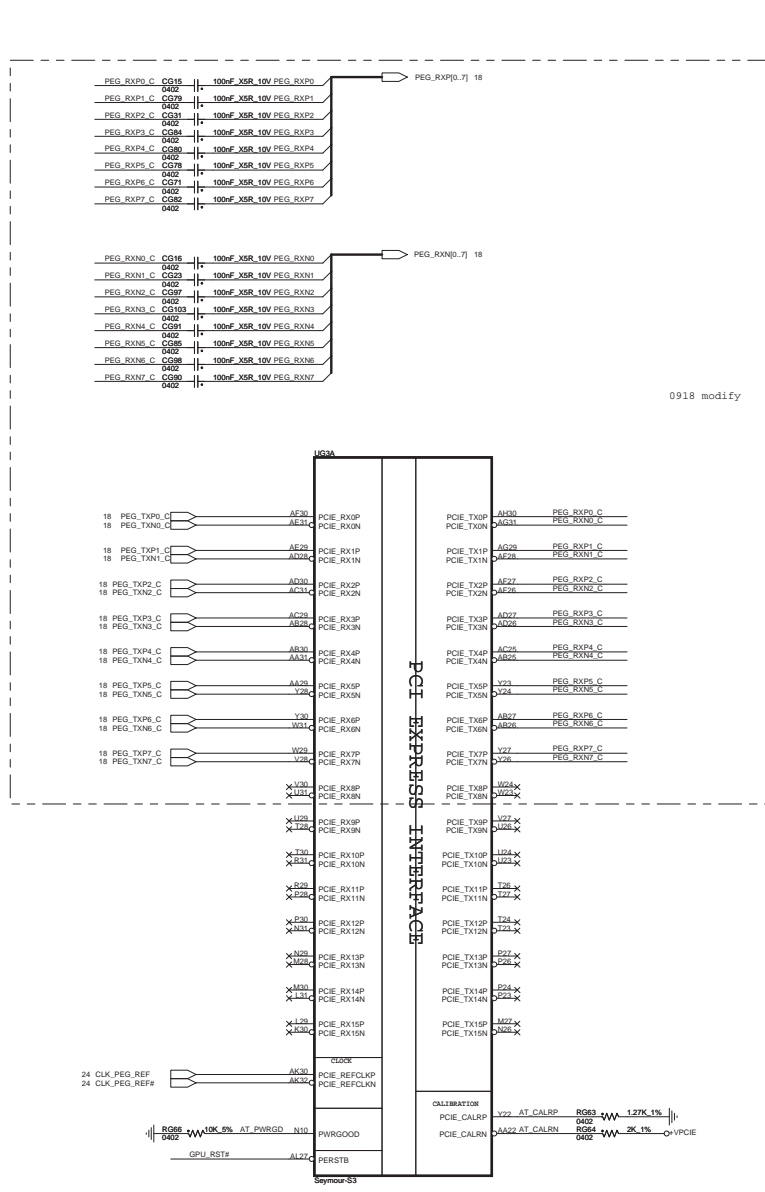 PEG_RXP[0..7] 18
PEG_RXP0_C CG15 100nF_X5R_10V PEG_RXP0
0402
PEG_RXP1_C CG79 100nF_X5R_10V PEG_RXP1
0402
PEG_RXP2_C CG31 100nF_X5R_10V PEG_RXP2
0402
PEG_RXP3_C CG84 100nF_X5R_10V PEG_RXP3
0402
PEG_RXP4_C CG80 100nF_X5R_10V PEG_RXP4
0402
PEG_RXP5_C CG78 100nF_X5R_10V PEG_RXP5
0402
PEG_RXP6_C CG71 100nF_X5R_10V PEG_RXP6
0402
PEG_RXP7_C CG82 100nF_X5R_10V PEG_RXP7
0402
PEG_RXN[0..7] 18
PEG_RXN0_C CG16 100nF_X5R_10V PEG_RXN0
0402
PEG_RXN1_C CG23 100nF_X5R_10V PEG_RXN1
0402
PEG_RXN2_C CG97 100nF_X5R_10V PEG_RXN2
0402
PEG_RXN3_C CG103 100nF_X5R_10V PEG_RXN3
0402
PEG_RXN4_C CG91 100nF_X5R_10V PEG_RXN4
0402
PEG_RXN5_C CG85 100nF_X5R_10V PEG_RXN5
0402
PEG_RXN6_C CG98 100nF_X5R_10V PEG_RXN6
0402
PEG_RXN7_C CG90 100nF_X5R_10V PEG_RXN7
0402
0918 modify
UG3A
18 PEG_TXP0_C AF30 PCIE_RX0P PCIE_TX0P AH30 PEG_RXP0_C
18 PEG_TXN0_C AE31 PCIE_RX0N PCIE_TX0N AG31 PEG_RXN0_C
18 PEG_TXP1_C AE29 PCIE_RX1P PCIE_TX1P AG29 PEG_RXP1_C
18 PEG_TXN1_C AD28 PCIE_RX1N PCIE_TX1N AF28 PEG_RXN1_C
18 PEG_TXP2_C AD30 PCIE_RX2P PCIE_TX2P AF27 PEG_RXP2_C
18 PEG_TXN2_C AC31 PCIE_RX2N PCIE_TX2N AF26 PEG_RXN2_C
18 PEG_TXP3_C AC29 PCIE_RX3P PCIE_TX3P AD27 PEG_RXP3_C
18 PEG_TXN3_C AB28 PCIE_RX3N PCIE_TX3N AD26 PEG_RXN3_C
18 PEG_TXP4_C AB30 PCIE_RX4P PCIE_TX4P AC25 PEG_RXP4_C
18 PEG_TXN4_C AA31 PCIE_RX4N PCIE_TX4N AB25 PEG_RXN4_C
18 PEG_TXP5_C AA29 PCIE_RX5P PCIE_TX5P Y23 PEG_RXP5_C
18 PEG_TXN5_C Y28 PCIE_RX5N PCIE_TX5N Y24 PEG_RXN5_C
18 PEG_TXP6_C Y30 PCIE_RX6P PCIE_TX6P AB27 PEG_RXP6_C
18 PEG_TXN6_C W31 PCIE_RX6N PCIE_TX6N AB26 PEG_RXN6_C
18 PEG_TXP7_C W29 PCIE_RX7P PCIE_TX7P Y27 PEG_RXP7_C
18 PEG_TXN7_C V28 PCIE_RX7N PCIE_TX7N Y26 PEG_RXN7_C
V30 PCIE_RX8P PCIE_TX8P W24
U31 PCIE_RX8N PCIE_TX8N W23
U29 PCIE_RX9P PCIE_TX9P V27
T28 PCIE_RX9N PCIE_TX9N U26
T30 PCIE_RX10P PCIE_TX10P U24
R31 PCIE_RX10N PCIE_TX10N U23
R29 PCIE_RX11P PCIE_TX11P T26
P28 PCIE_RX11N PCIE_TX11N T27
P30 PCIE_RX12P PCIE_TX12P T24
N31 PCIE_RX12N PCIE_TX12N T23
N29 PCIE_RX13P PCIE_TX13P P27
M28 PCIE_RX13N PCIE_TX13N P26
M30 PCIE_RX14P PCIE_TX14P P24
L31 PCIE_RX14N PCIE_TX14N P23
L29 PCIE_RX15P PCIE_TX15P M27
K30 PCIE_RX15N PCIE_TX15N N26
PCI EXPRESS INTERFACE
CLOCK
24 CLK_PEG_REF AK30 PCIE_REFCLKP
24 CLK_PEG_REF# AK32 PCIE_REFCLKN
CALIBRATION
PCIE_CALRP Y22 AT_CALRP RG63 1.27K_1%
0402
RG66 10K_5% AT_PWRGD N10 PWRGOOD PCIE_CALRN AA22 AT_CALRN RG64 2K_1% +VPCIE
0402 0402
GPU_RST# AL27 PERSTB
Seymour-S3